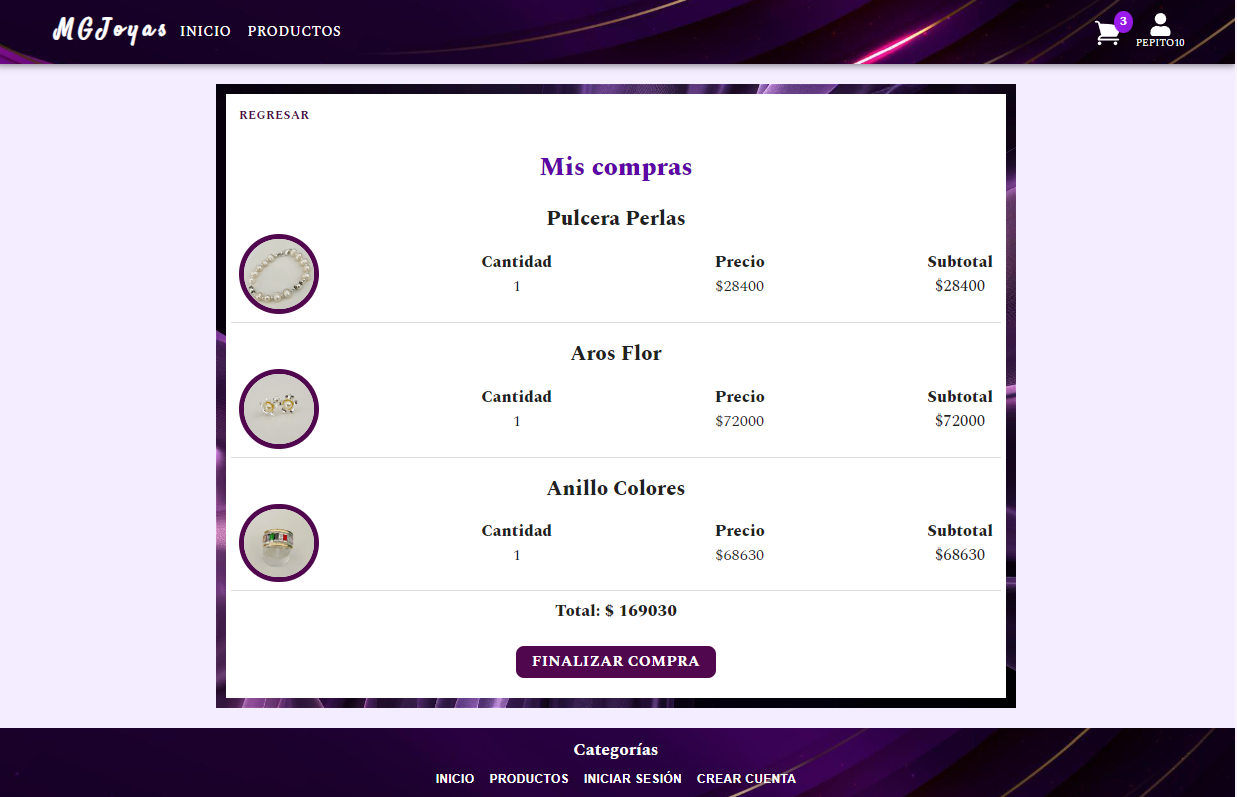 MGJoyas INICIO PRODUCTOS 3
PEPITO10
REGRESAR
Mis compras
Pulcera Perlas
Cantidad Precio Subtotal
1 $28400 $28400
Aros Flor
Cantidad Precio Subtotal
1 $72000 $72000
Anillo Colores
Cantidad Precio Subtotal
1 $68630 $68630
Total: $ 169030
FINALIZAR COMPRA
Categorías
INICIO PRODUCTOS INICIAR SESIÓN CREAR CUENTA